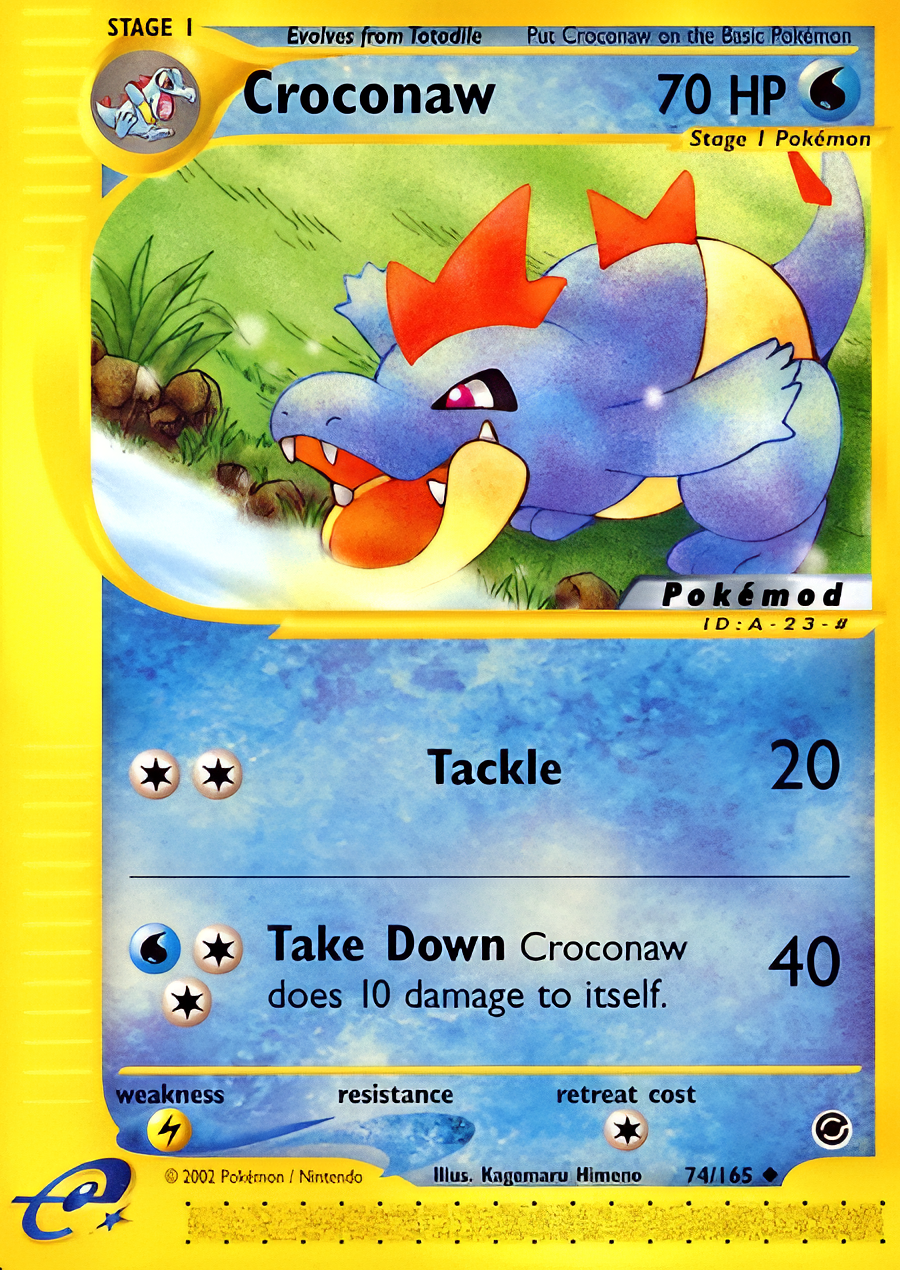 STAGE 1
Evolves from Totodile Put Croconaw on the Basic Pokémon
Croconaw 70 HP
Stage 1 Pokémon
Pokémod
ID:A-23-#
Tackle 20
Take Down Croconaw
does 10 damage to itself.
40
weakness resistance retreat cost
© 2002 Pokémon / Nintendo Illus. Kagemaru Himeno 74/165
e